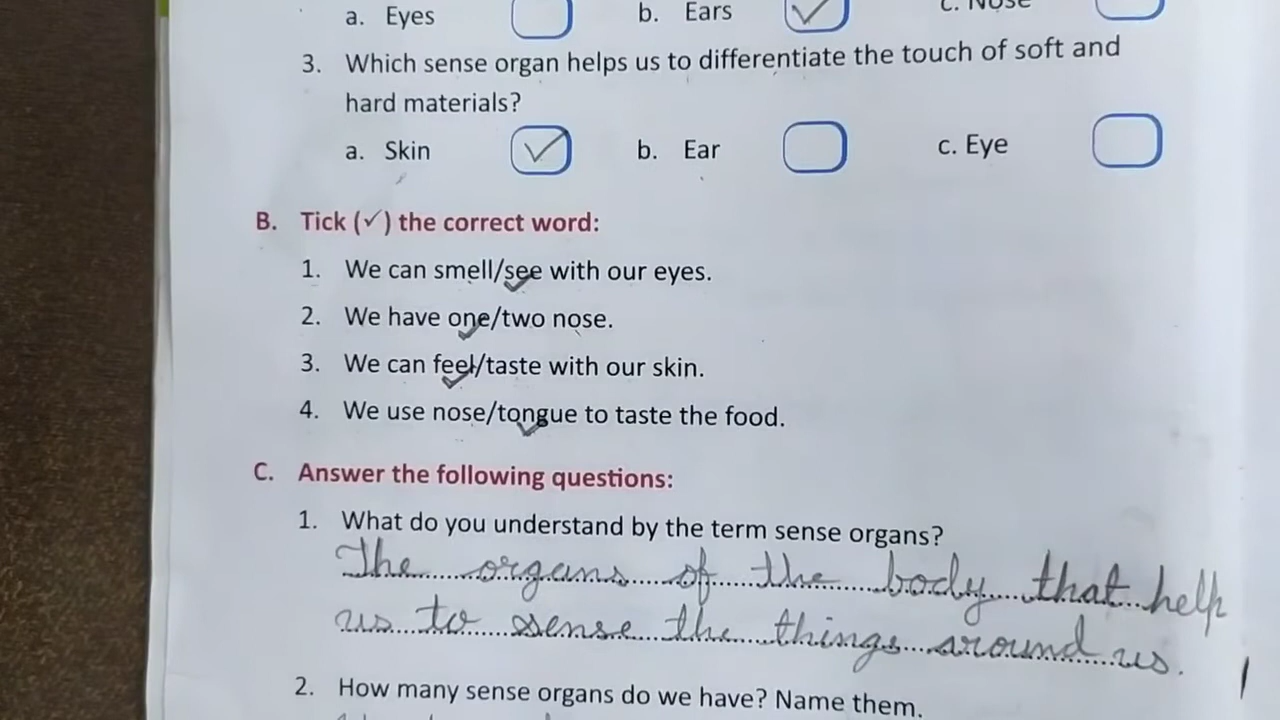 a. Eyes b. Ears ✓ c. Nose
3. Which sense organ helps us to differentiate the touch of soft and
hard materials?
a. Skin ✓ b. Ear c. Eye
B. Tick (✓) the correct word:
1. We can smell/see with our eyes.
2. We have one/two nose.
3. We can feel/taste with our skin.
4. We use nose/tongue to taste the food.
C. Answer the following questions:
1. What do you understand by the term sense organs?
The organs of the body that help
us to sense the things around us.
2. How many sense organs do we have? Name them.